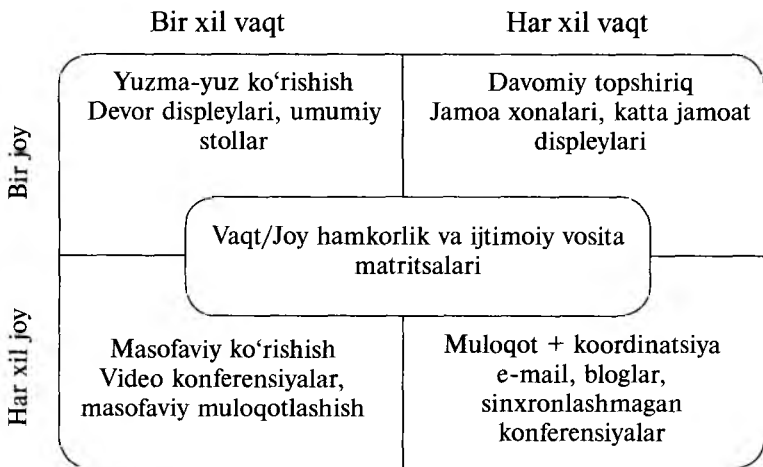 Bir xil vaqt
Har xil vaqt
Bir joy
Yuzma-yuz ko‘rishish
Devor displeylari, umumiy
stollar
Davomiy topshiriq
Jamoa xonalari, katta jamoat
displeylari
Vaqt/Joy hamkorlik va ijtimoiy vosita
matritsalari
Har xil joy
Masofaviy ko‘rishish
Video konferensiyalar,
masofaviy muloqotlashish
Muloqot + koordinatsiya
e-mail, bloglar,
sinxronlashmagan
konferensiyalar